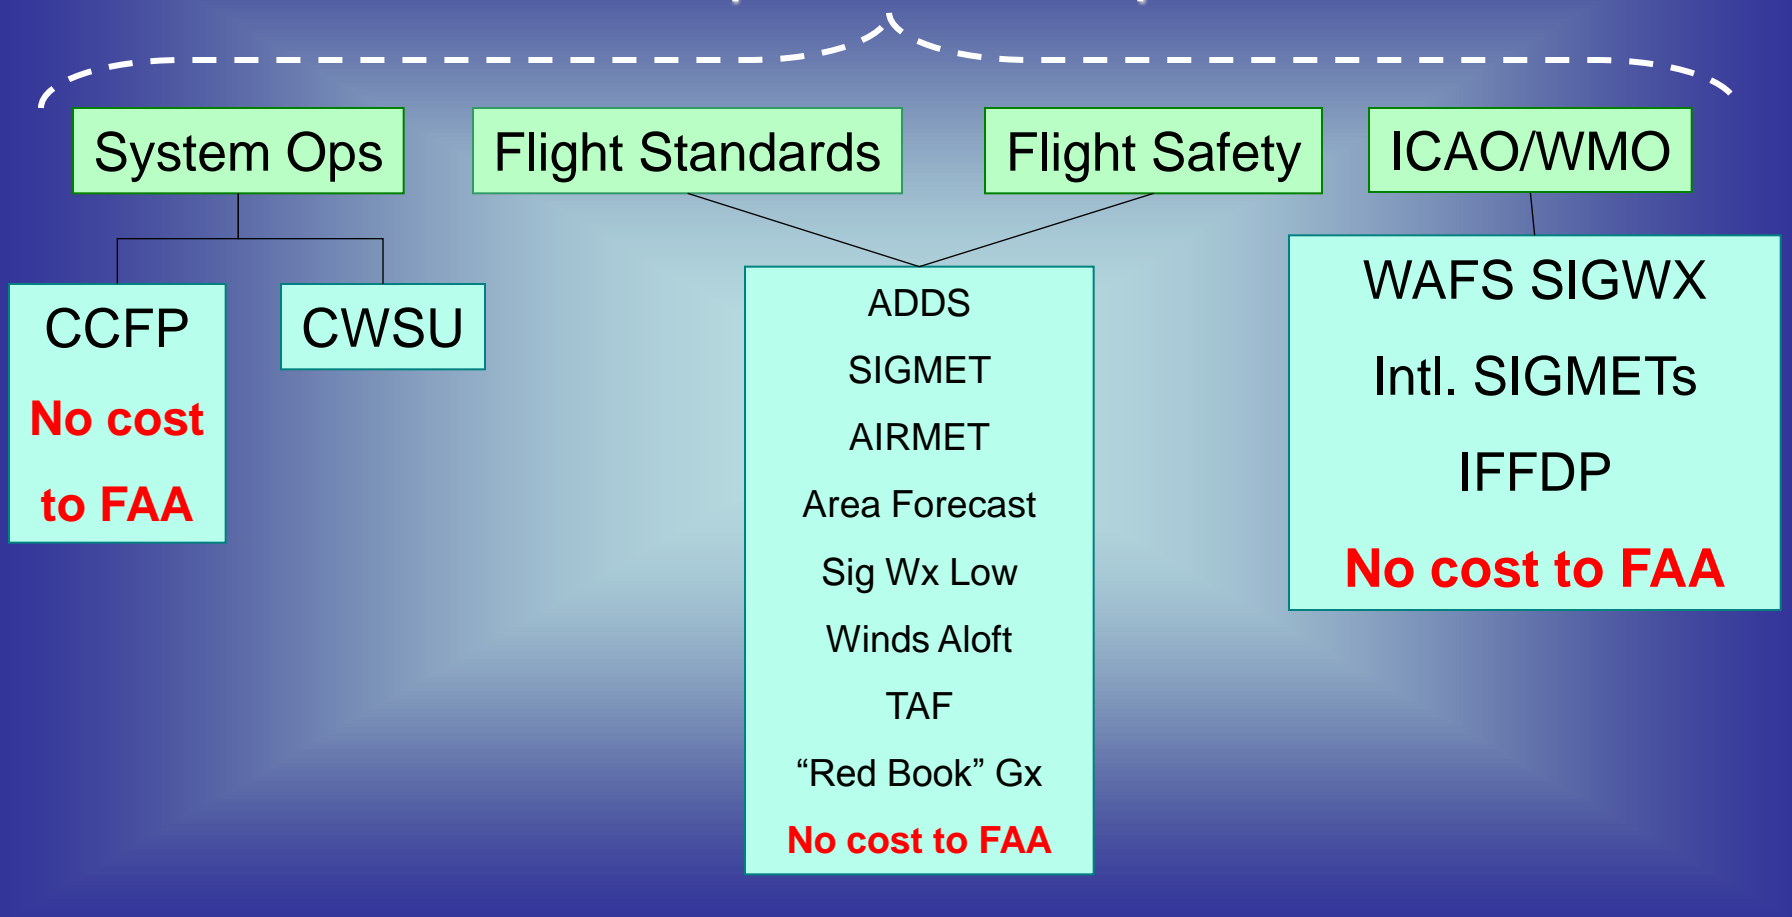 System Ops
Flight Standards
Flight Safety
ICAO/WMO
CCFP
No cost
to FAA
CWSU
ADDS
SIGMET
AIRMET
Area Forecast
Sig Wx Low
Winds Aloft
TAF
“Red Book” Gx
No cost to FAA
WAFS SIGWX
Intl. SIGMETs
IFFDP
No cost to FAA